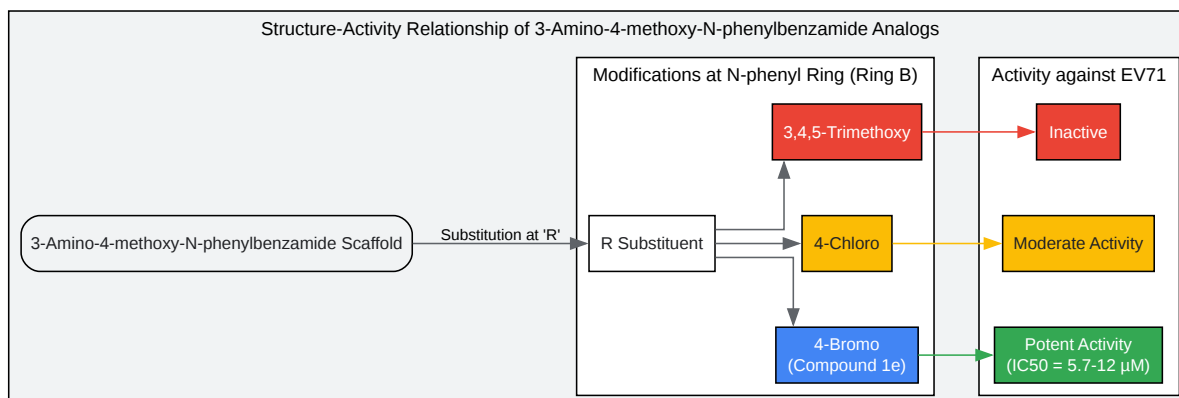 Structure-Activity Relationship of 3-Amino-4-methoxy-N-phenylbenzamide Analogs
Modifications at N-phenyl Ring (Ring B)
Activity against EV71
3,4,5-Trimethoxy
Inactive
3-Amino-4-methoxy-N-phenylbenzamide Scaffold
Substitution at 'R'
R Substituent
4-Chloro
Moderate Activity
4-Bromo
(Compound 1e)
Potent Activity
(IC50 = 5.7-12 µM)